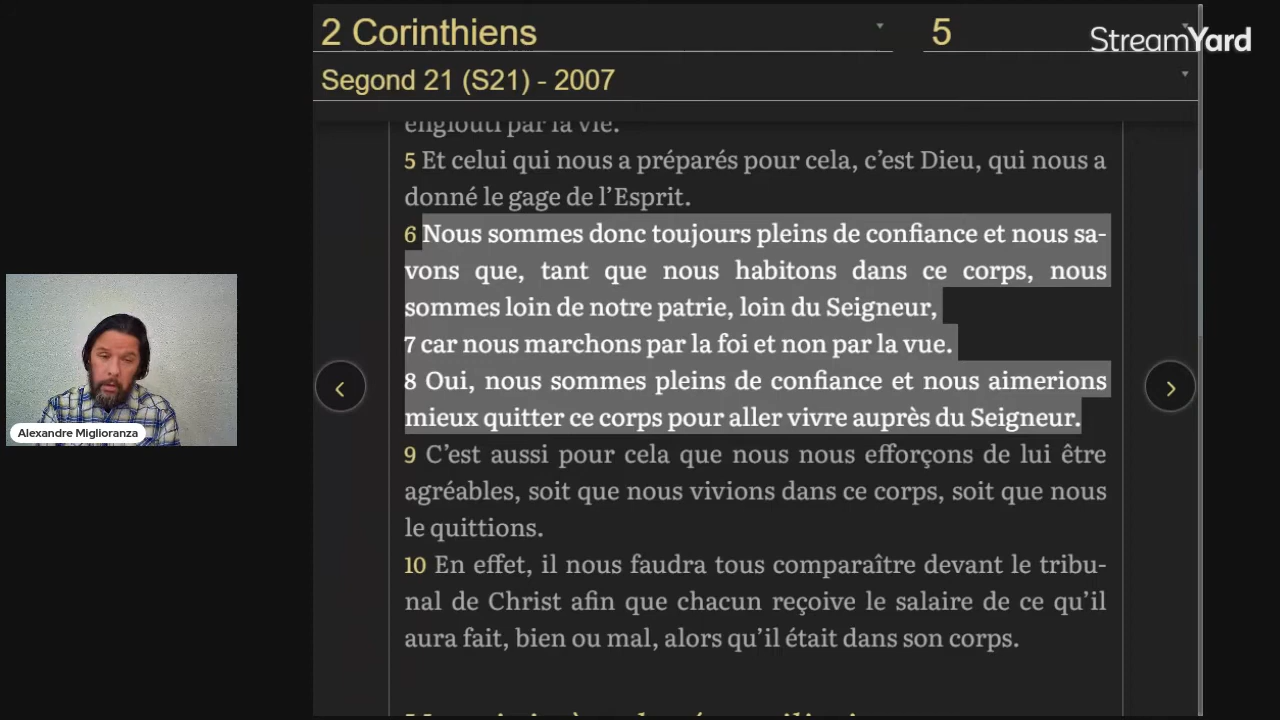 2 Corinthiens
5
StreamYard
Segond 21 (S21) - 2007
englouti par la vie.
5 Et celui qui nous a préparés pour cela, c’est Dieu, qui nous a
donné le gage de l’Esprit.
6 Nous sommes donc toujours pleins de confiance et nous sa-
vons que, tant que nous habitons dans ce corps, nous
sommes loin de notre patrie, loin du Seigneur,
7 car nous marchons par la foi et non par la vue.
8 Oui, nous sommes pleins de confiance et nous aimerions
mieux quitter ce corps pour aller vivre auprès du Seigneur.
9 C’est aussi pour cela que nous nous efforçons de lui être
agréables, soit que nous vivions dans ce corps, soit que nous
le quittions.
10 En effet, il nous faudra tous comparaître devant le tribu-
nal de Christ afin que chacun reçoive le salaire de ce qu’il
aura fait, bien ou mal, alors qu’il était dans son corps.
Alexandre Miglioranza